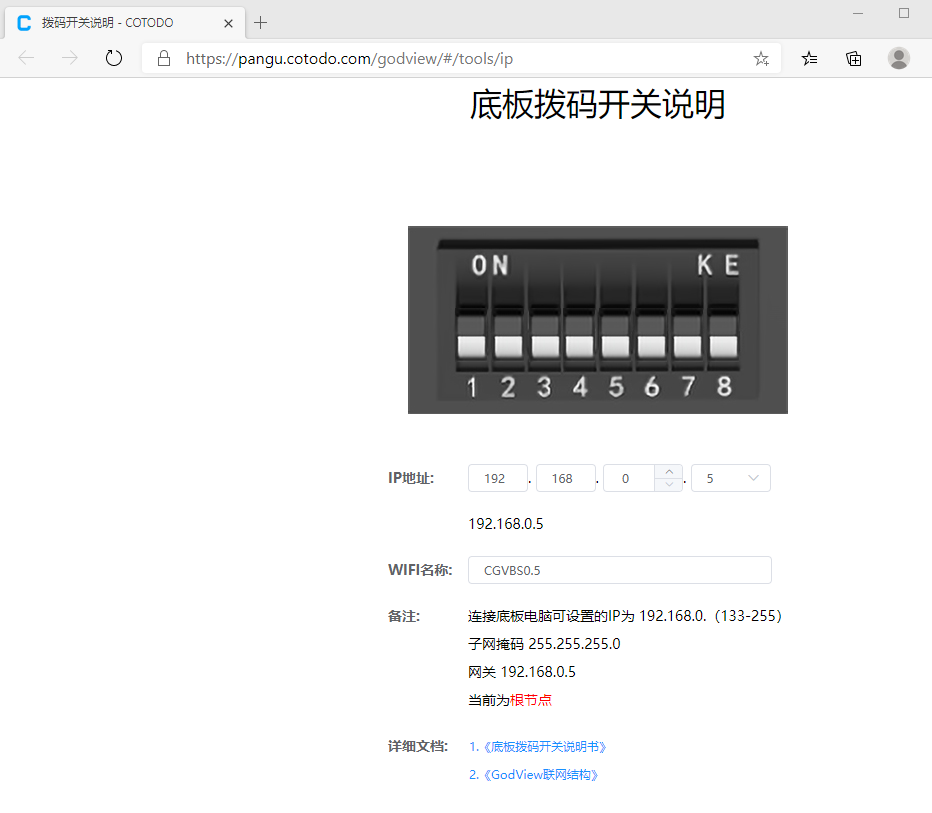 拨码开关说明 - COTODO
https://pangu.cotodo.com/godview/#/tools/ip
底板拨码开关说明
ON KE
1 2 3 4 5 6 7 8
IP地址: 192 . 168 . 0 . 5
192.168.0.5
WIFI名称: CGVBS0.5
备注: 连接底板电脑可设置的IP为 192.168.0.（133-255）
子网掩码 255.255.255.0
网关 192.168.0.5
当前为根节点
详细文档: 1.《底板拨码开关说明书》
2.《GodView联网结构》